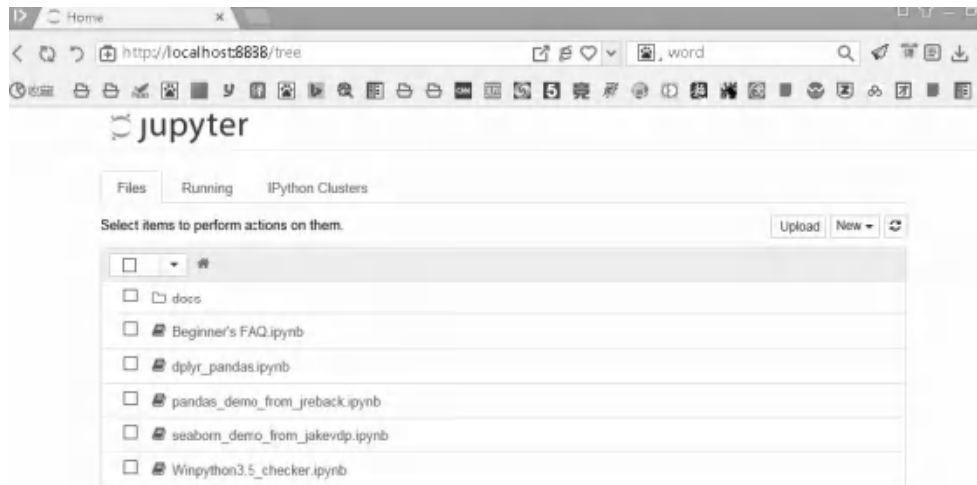 Home
http://localhost:8838/tree
, word
jupyter
Files Running IPython Clusters
Select items to perform actions on them.
Upload New
docs
Beginner's FAQ.ipynb
dplyr_pandas.ipynb
pandas_demo_from_jreback.ipynb
seaborn_demo_from_jakevdp.ipynb
Winpython3.5_checker.ipynb